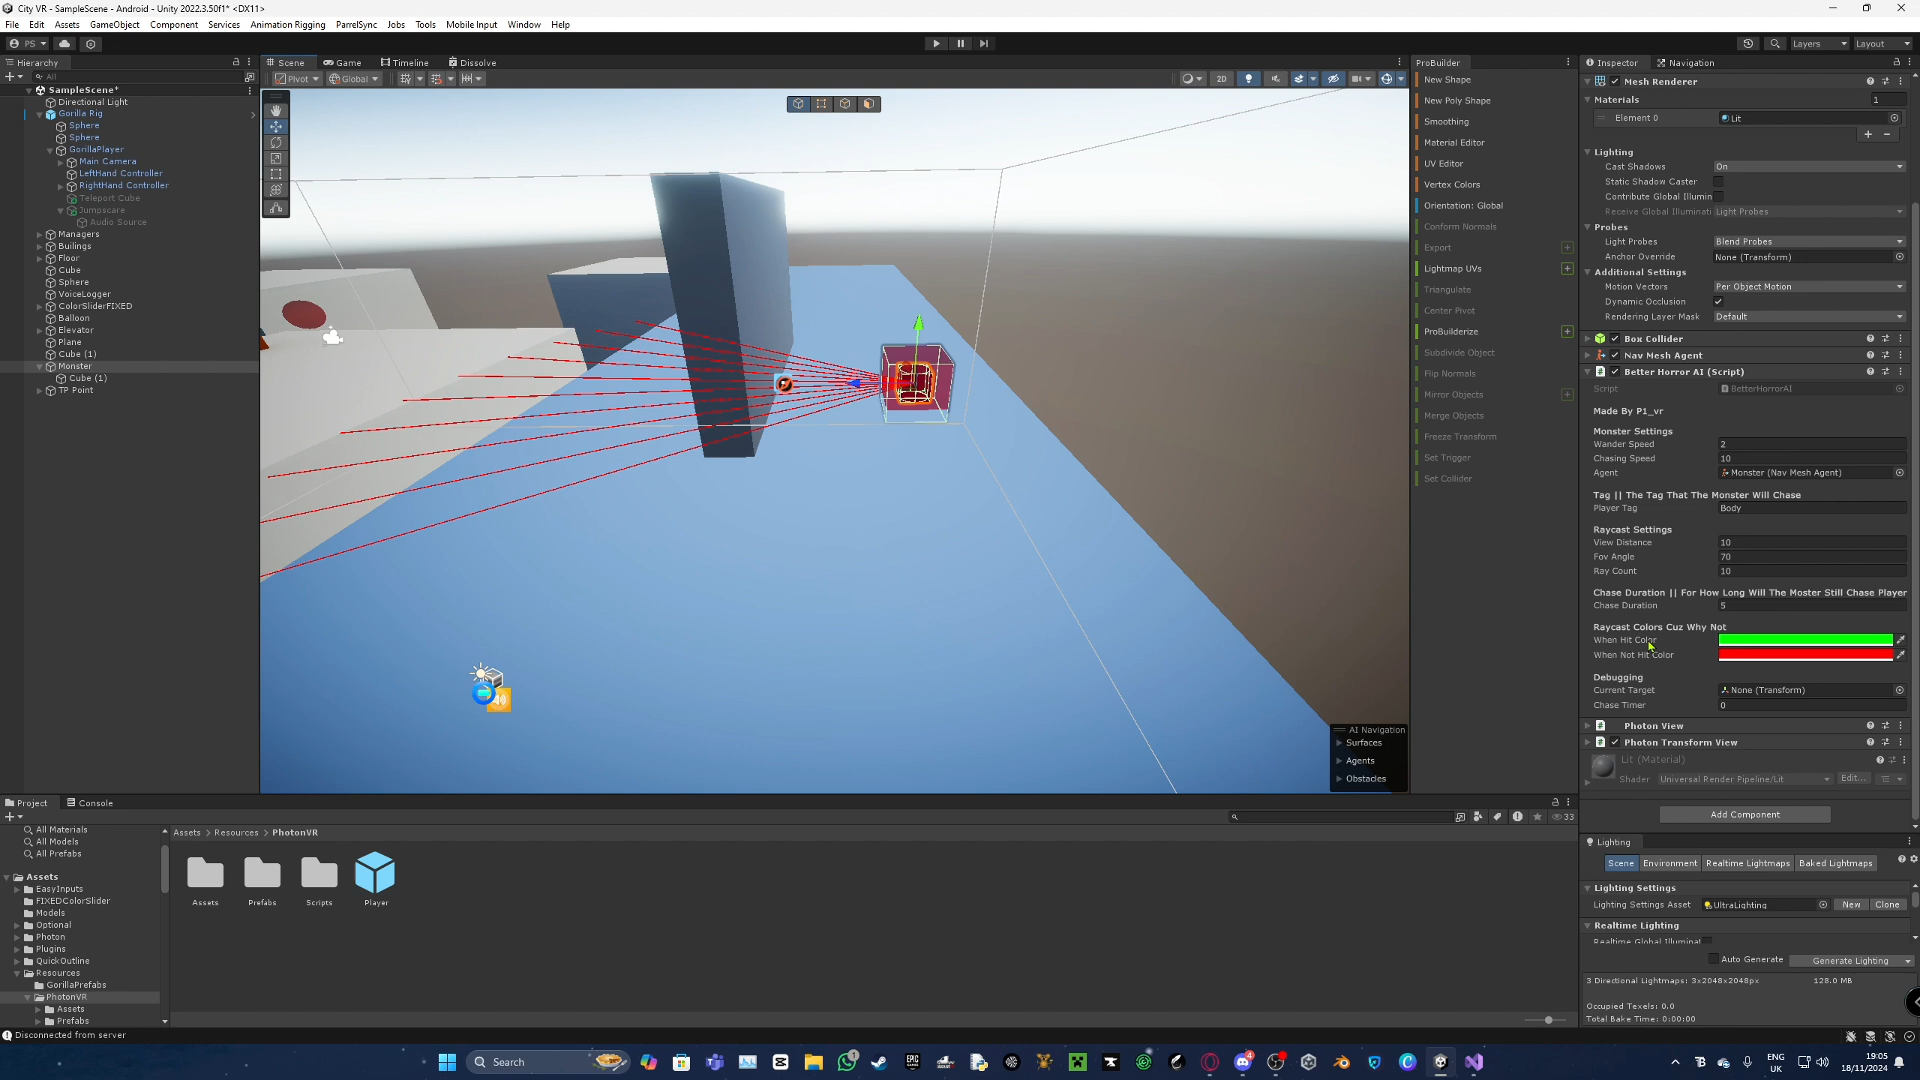 City VR - SampleScene - Android - Unity 2022.3.50f1* <DX11>
File Edit Assets GameObject Component Services Animation Rigging ParrelSync Jobs Tools Mobile Input Window Help
PS Layers Layout
Hierarchy
All
SampleScene*
Directional Light
Gorilla Rig
Sphere
Sphere
GorillaPlayer
Main Camera
LeftHand Controller
RightHand Controller
Teleport Cube
Jumpscare
Audio Source
Managers
Builings
Floor
Cube
Sphere
VoiceLogger
ColorSliderFIXED
Balloon
Elevator
Plane
Cube (1)
Monster
Cube (1)
TP Point
Scene Game Timeline Dissolve
Pivot Global 2D
AI Navigation
Surfaces
Agents
Obstacles
ProBuilder
New Shape
New Poly Shape
Smoothing
Material Editor
UV Editor
Vertex Colors
Orientation: Global
Conform Normals
Export
Lightmap UVs
Triangulate
Center Pivot
ProBuilderize
Subdivide Object
Flip Normals
Mirror Objects
Merge Objects
Freeze Transform
Set Trigger
Set Collider
Inspector Navigation
Mesh Renderer
Materials 1
Element 0 Lit
Lighting
Cast Shadows On
Static Shadow Caster
Contribute Global Illumin
Receive Global Illuminati Light Probes
Probes
Light Probes Blend Probes
Anchor Override None (Transform)
Additional Settings
Motion Vectors Per Object Motion
Dynamic Occlusion
Rendering Layer Mask Default
Box Collider
Nav Mesh Agent
Better Horror AI (Script)
Script BetterHorrorAI
Made By P1_vr
Monster Settings
Wander Speed 2
Chasing Speed 10
Agent Monster (Nav Mesh Agent)
Tag || The Tag That The Monster Will Chase
Player Tag Body
Raycast Settings
View Distance 10
Fov Angle 70
Ray Count 10
Chase Duration || For How Long Will The Moster Still Chase Player
Chase Duration 5
Raycast Colors Cuz Why Not
When Hit Color
When Not Hit Color
Debugging
Current Target None (Transform)
Chase Timer 0
Photon View
Photon Transform View
Lit (Material)
Shader Universal Render Pipeline/Lit Edit...
Add Component
Lighting
Scene Environment Realtime Lightmaps Baked Lightmaps
Lighting Settings
Lighting Settings Asset UltraLighting New Clone
Realtime Lighting
Realtime Global Illuminat
Auto Generate Generate Lighting
3 Directional Lightmaps: 3x2048x2048px 128.0 MB
Occupied Texels: 0.0
Total Bake Time: 0:00:00
Project Console
33
All Materials
All Models
All Prefabs
Assets
EasyInputs
FIXEDColorSlider
Models
Optional
Photon
Plugins
QuickOutline
Resources
GorillaPrefabs
PhotonVR
Assets
Prefabs
Assets > Resources > PhotonVR
Assets Prefabs Scripts Player
Disconnected from server
Search
ENG
UK
19:05
18/11/2024